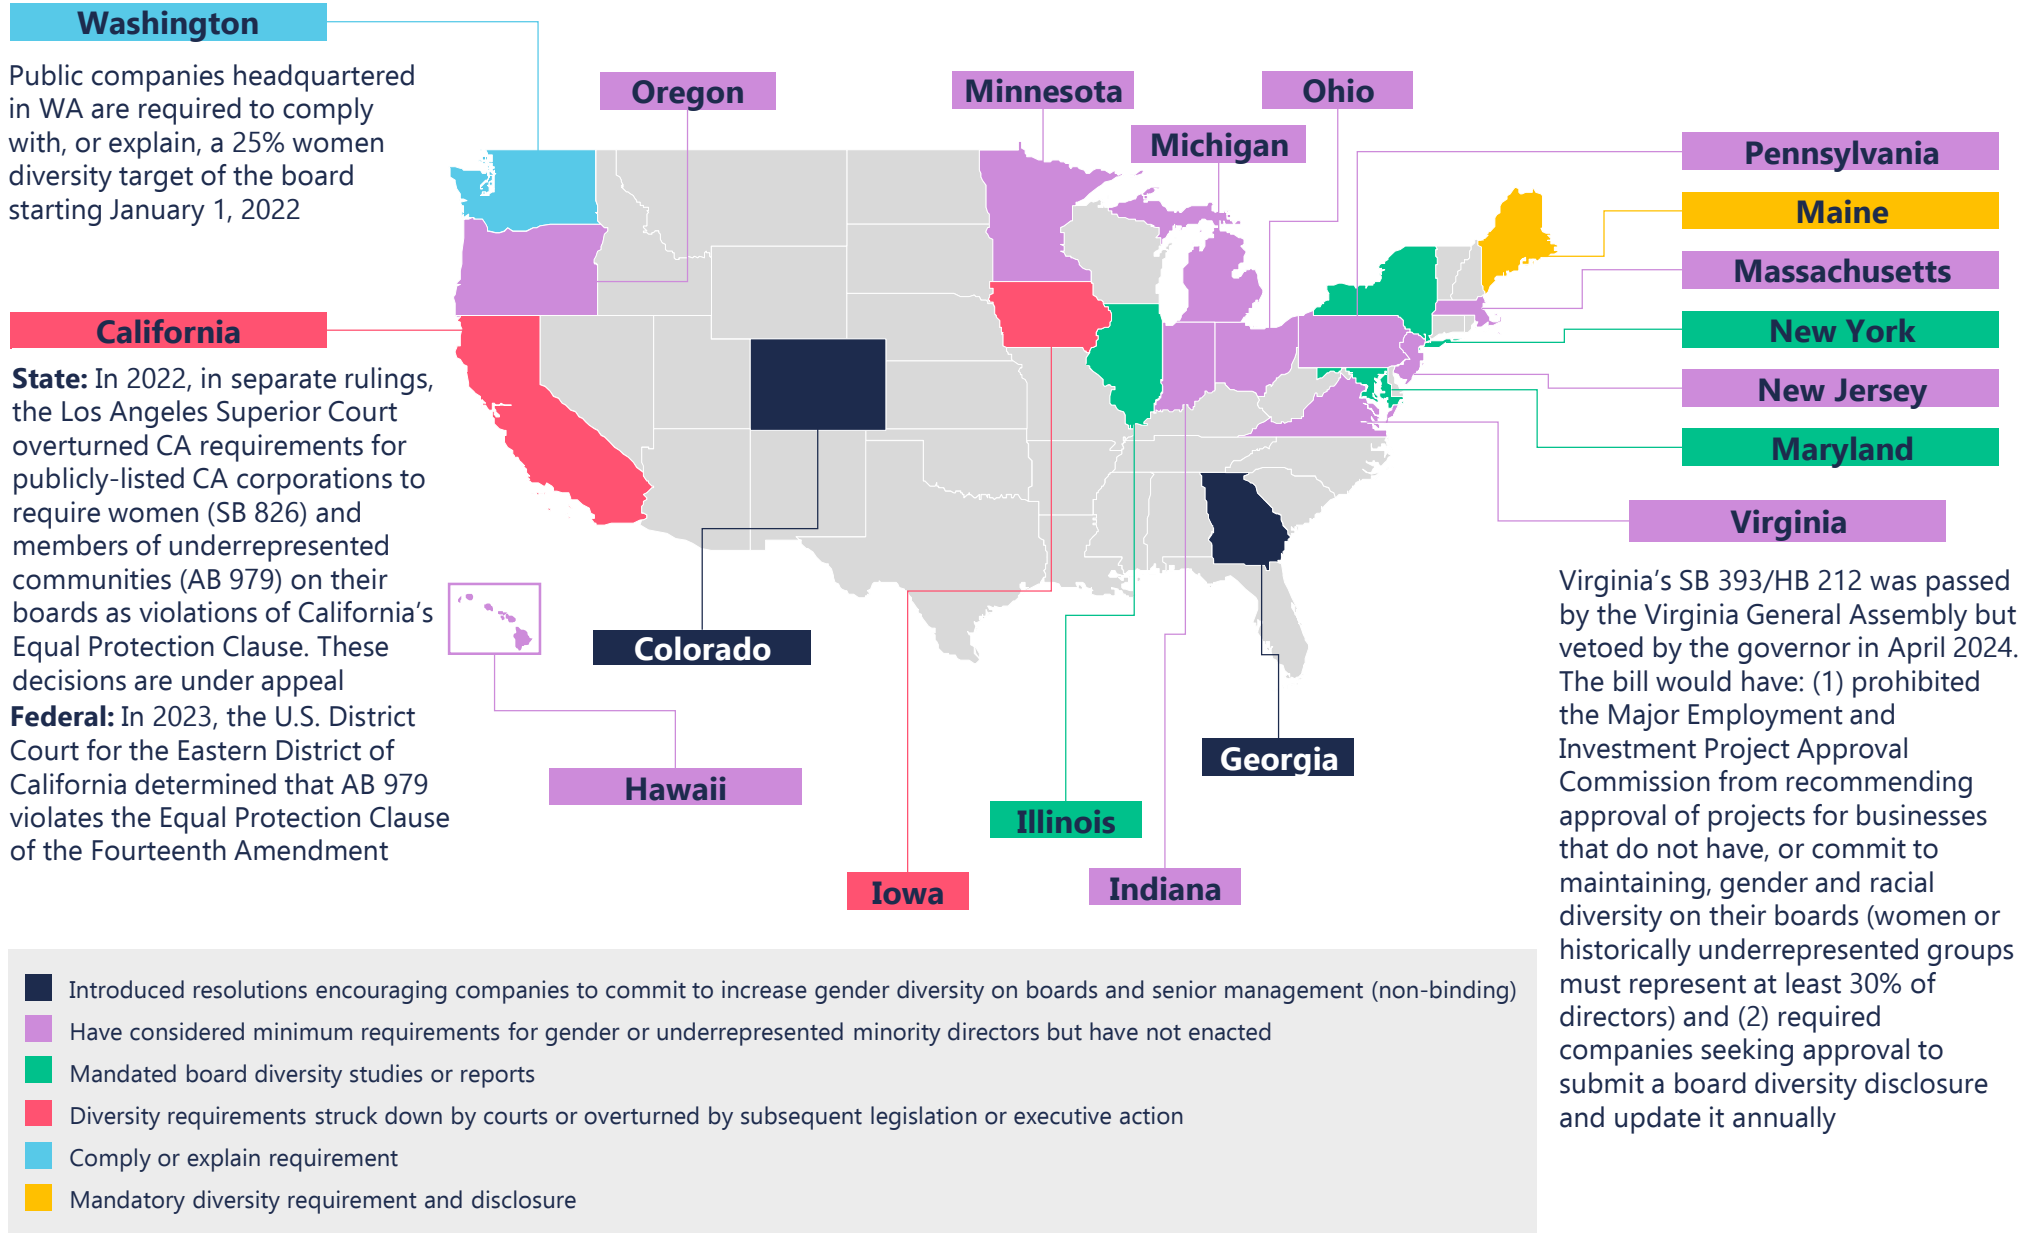 Washington
Public companies headquartered
in WA are required to comply
with, or explain, a 25% women
diversity target of the board
starting January 1, 2022
Oregon
Minnesota
Ohio
Michigan
Pennsylvania
Maine
Massachusetts
New York
New Jersey
Maryland
Virginia
California
State: In 2022, in separate rulings,
the Los Angeles Superior Court
overturned CA requirements for
publicly-listed CA corporations to
require women (SB 826) and
members of underrepresented
communities (AB 979) on their
boards as violations of California’s
Equal Protection Clause. These
decisions are under appeal
Federal: In 2023, the U.S. District
Court for the Eastern District of
California determined that AB 979
violates the Equal Protection Clause
of the Fourteenth Amendment
Colorado
Hawaii
Georgia
Illinois
Iowa
Indiana
Virginia’s SB 393/HB 212 was passed
by the Virginia General Assembly but
vetoed by the governor in April 2024.
The bill would have: (1) prohibited
the Major Employment and
Investment Project Approval
Commission from recommending
approval of projects for businesses
that do not have, or commit to
maintaining, gender and racial
diversity on their boards (women or
historically underrepresented groups
must represent at least 30% of
directors) and (2) required
companies seeking approval to
submit a board diversity disclosure
and update it annually
Introduced resolutions encouraging companies to commit to increase gender diversity on boards and senior management (non-binding)
Have considered minimum requirements for gender or underrepresented minority directors but have not enacted
Mandated board diversity studies or reports
Diversity requirements struck down by courts or overturned by subsequent legislation or executive action
Comply or explain requirement
Mandatory diversity requirement and disclosure